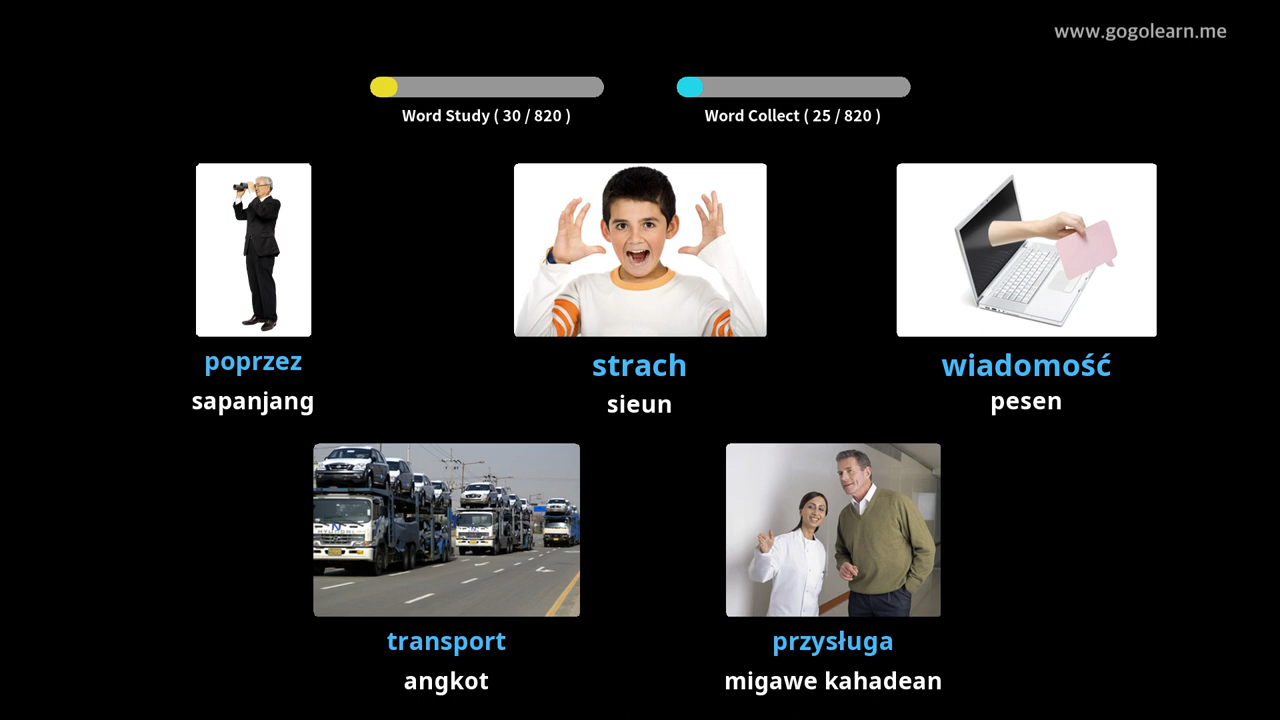 www.gogolearn.me
Word Study ( 30 / 820 )
Word Collect ( 25 / 820 )
poprzez
sapanjang
strach
sieun
wiadomość
pesen
transport
angkot
przysługa
migawe kahadean